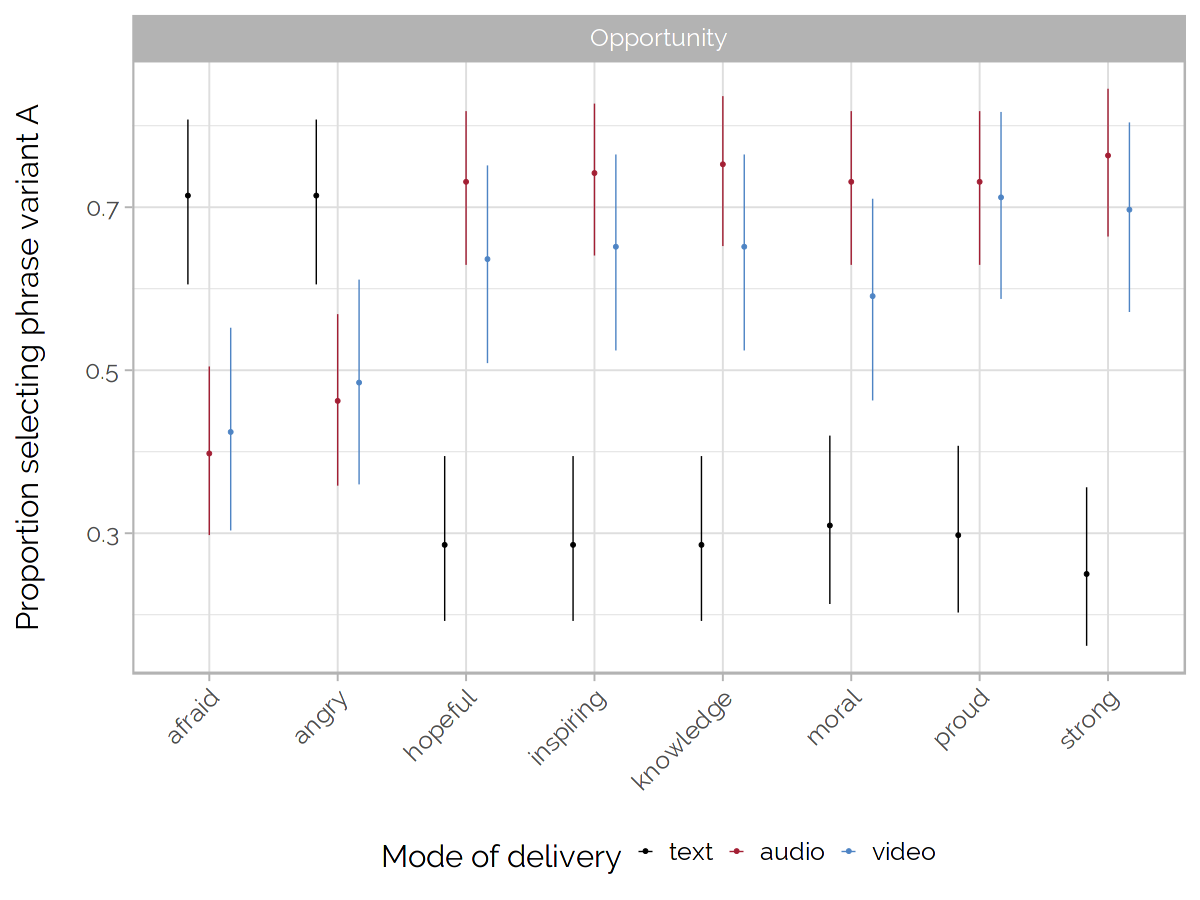 Opportunity
Proportion selecting phrase variant A
0.7
0.5
0.3
afraid
angry
hopeful
inspiring
knowledge
moral
proud
strong
Mode of delivery text audio video